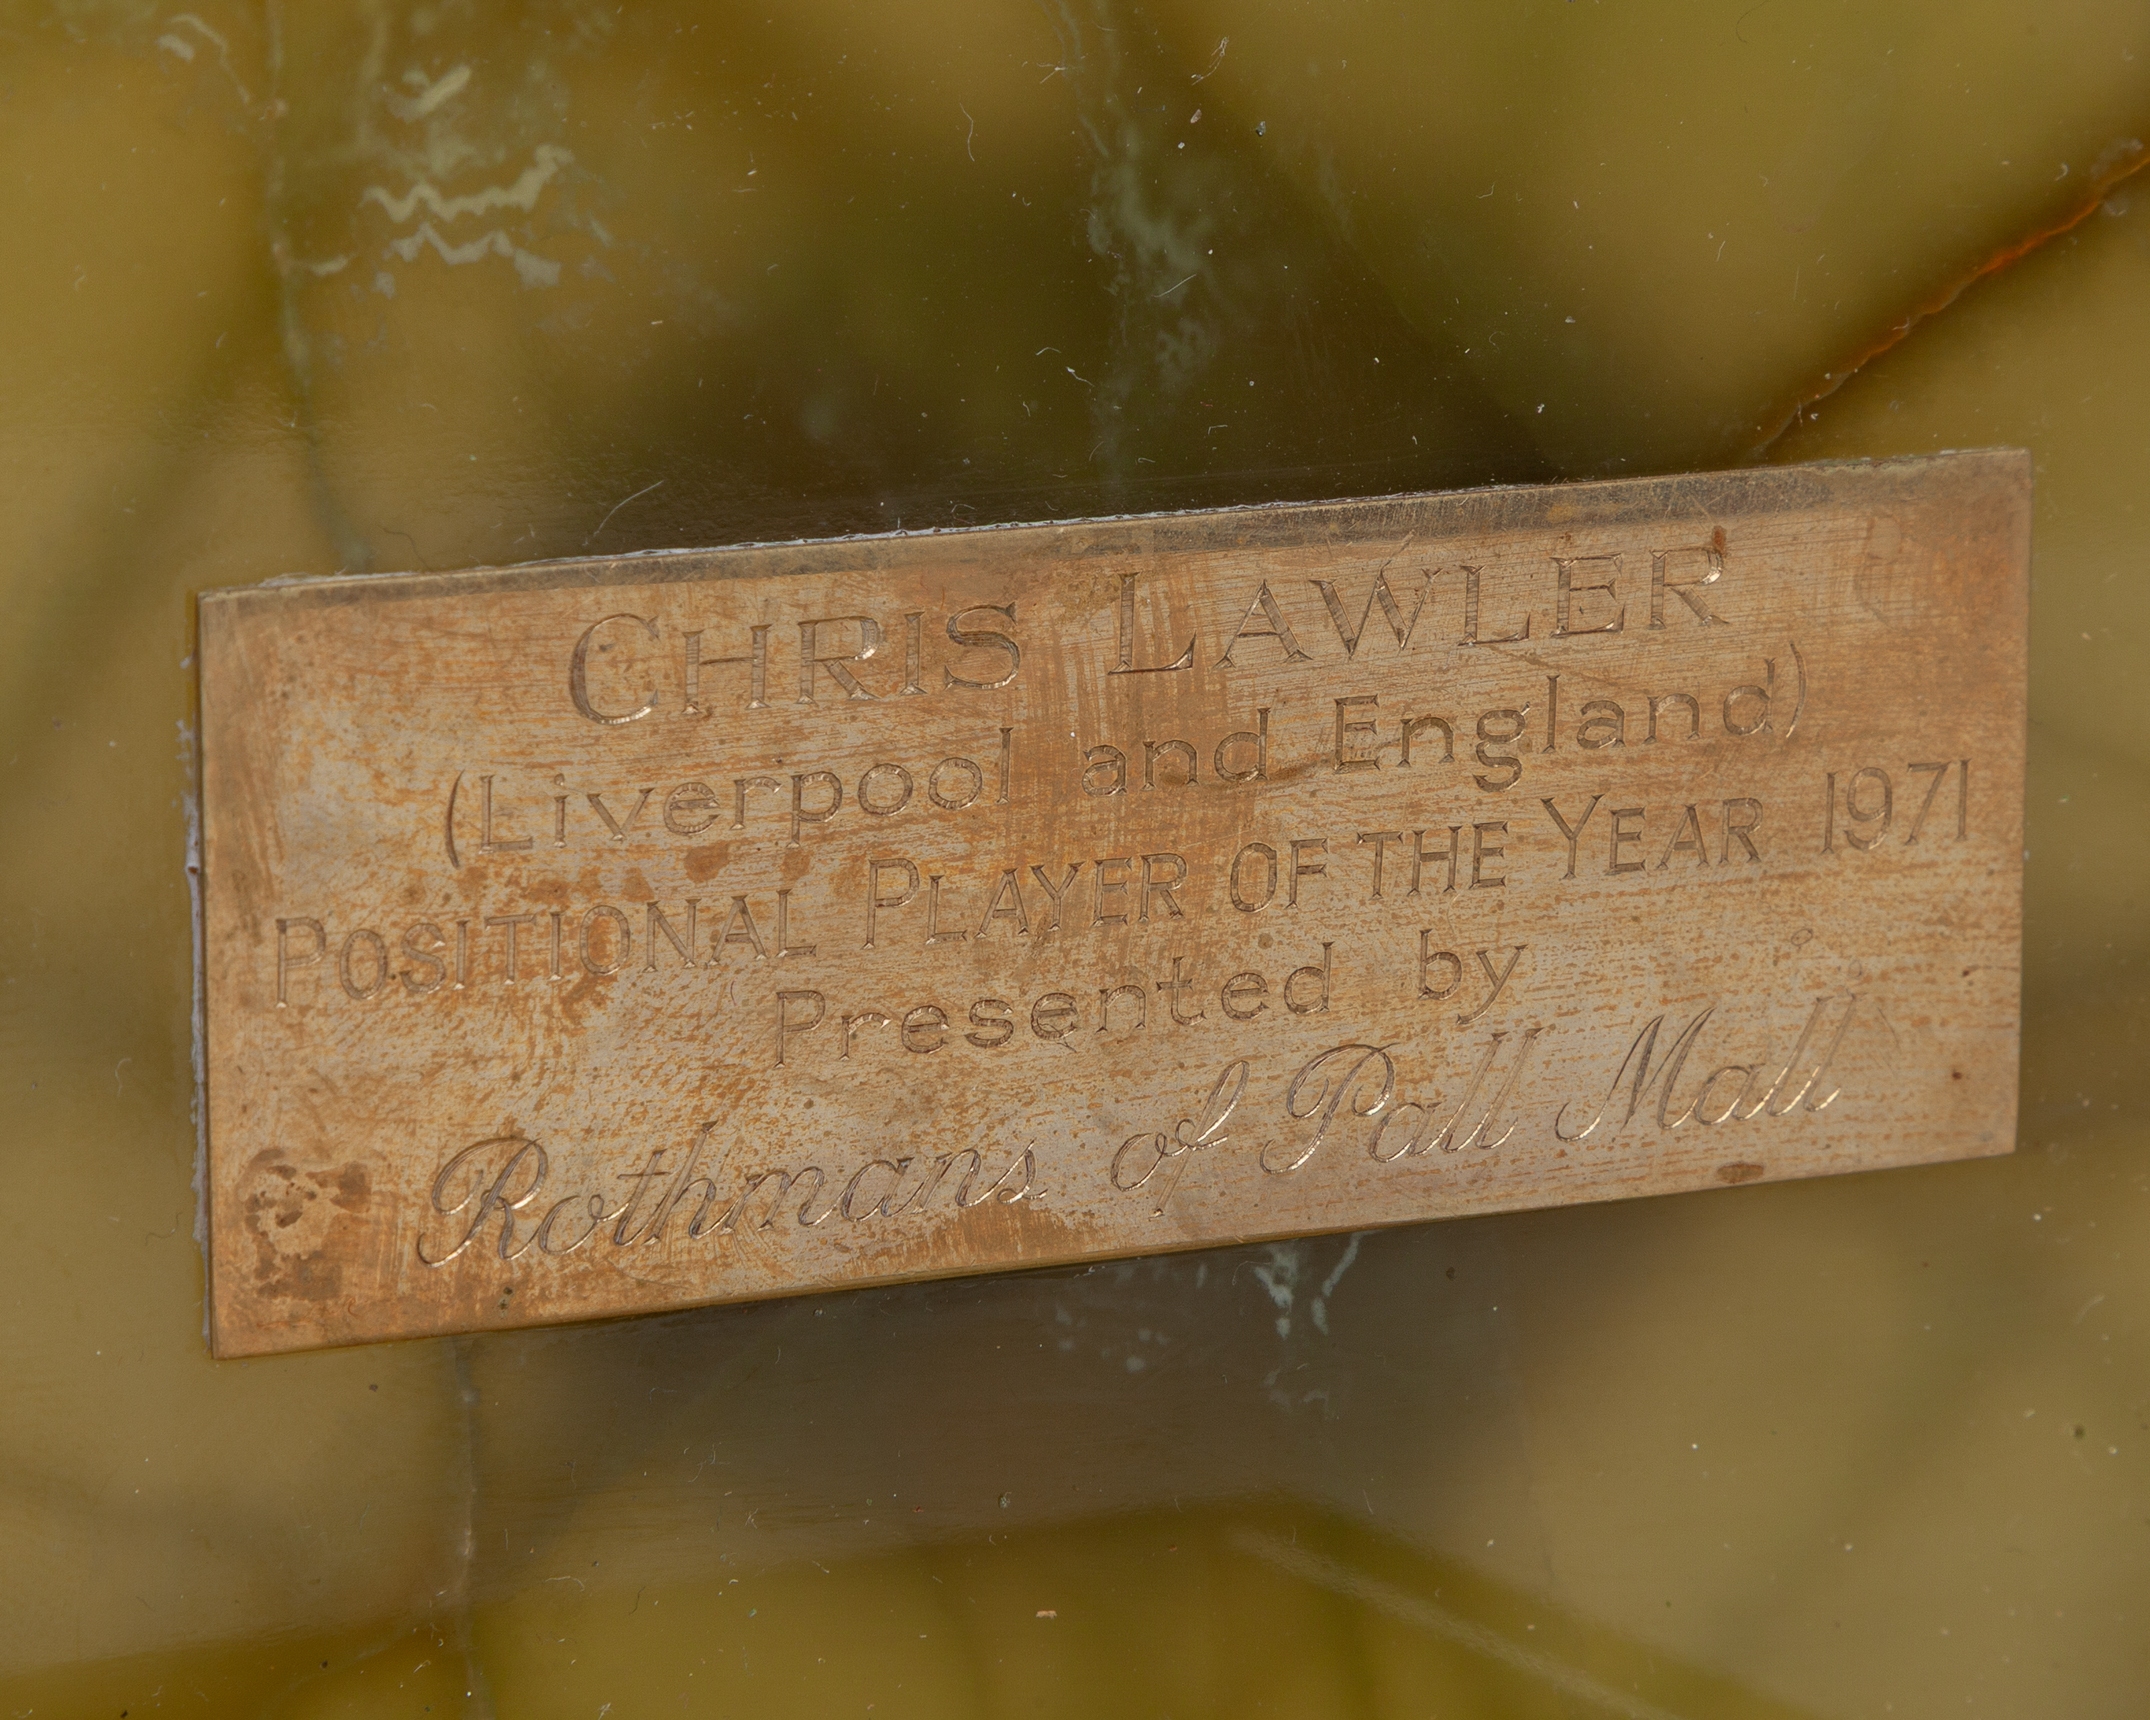 CHRIS LAWLER
(Liverpool and England)
POSITIONAL PLAYER OF THE YEAR 1971
Presented by
Rothmans of Pall Mall